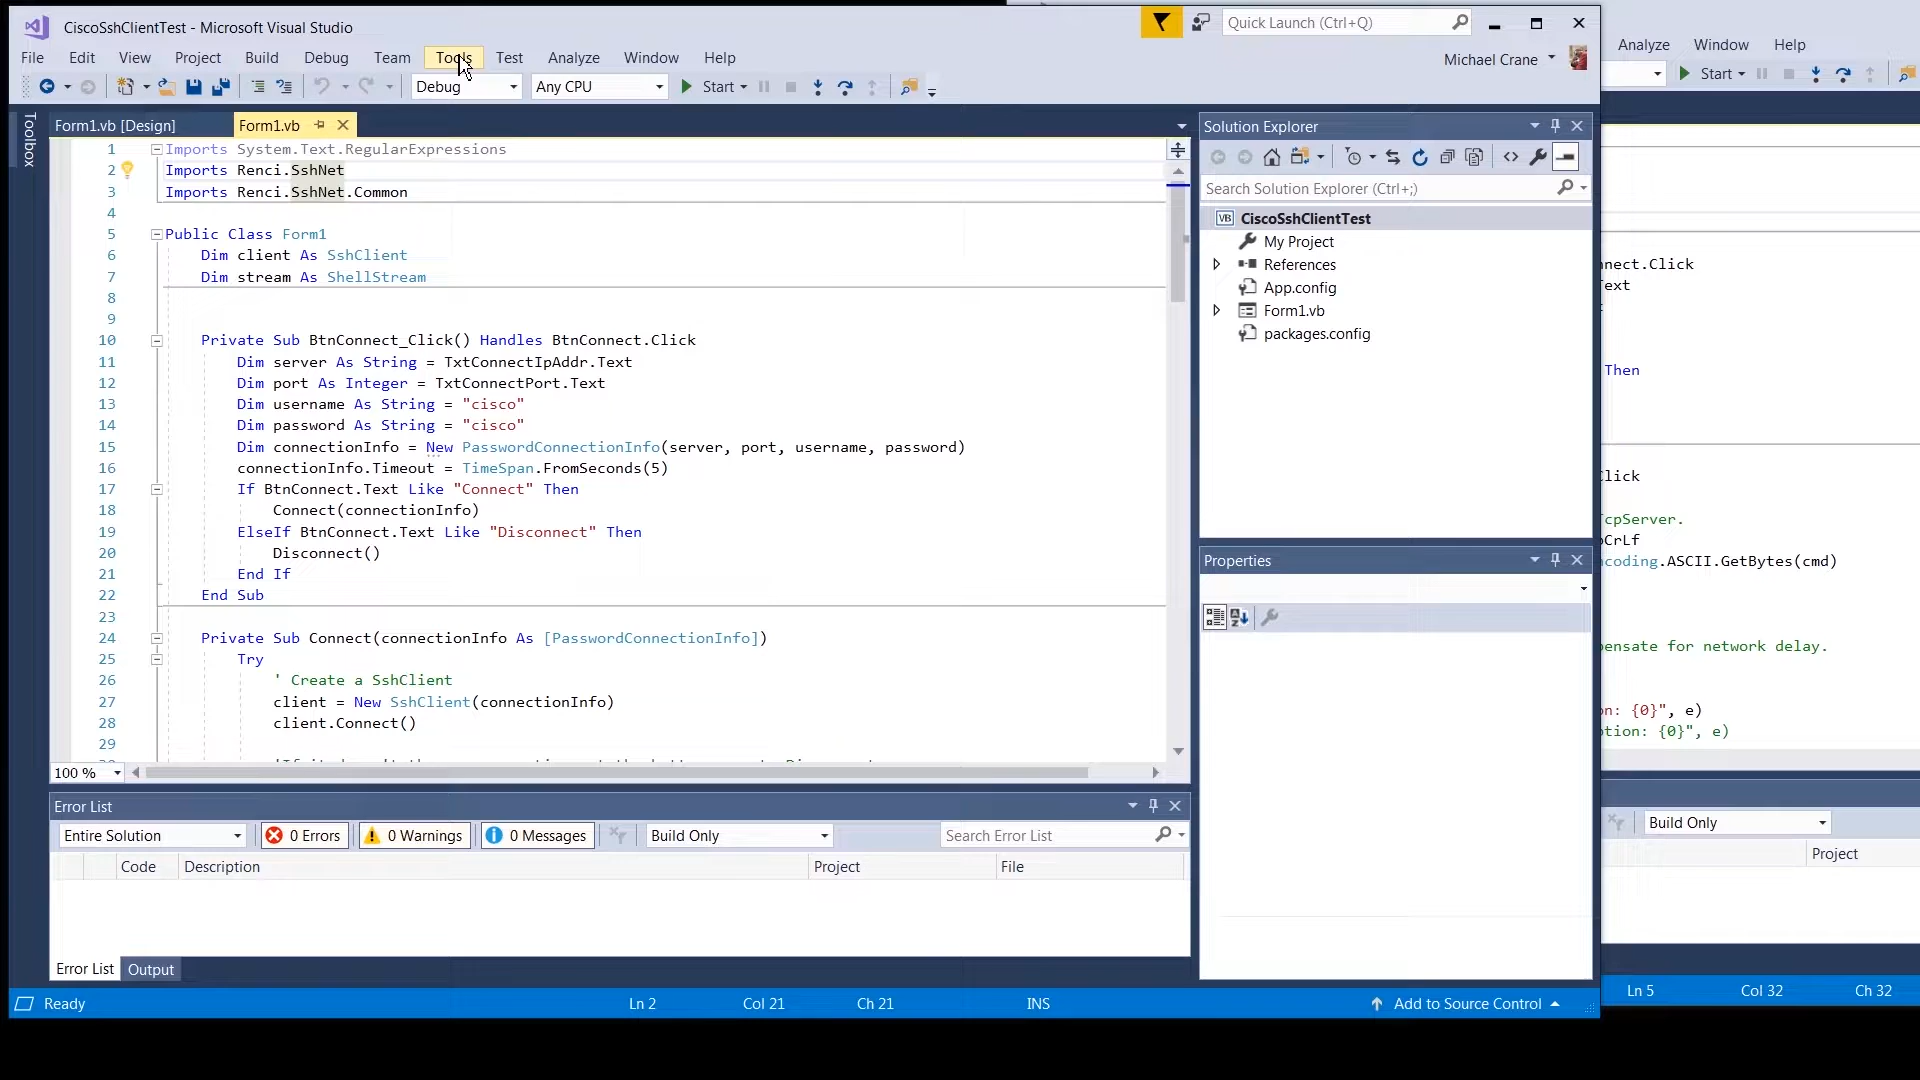 CiscoSshClientTest - Microsoft Visual Studio
Quick Launch (Ctrl+Q)
File Edit View Project Build Debug Team Tools Test Analyze Window Help
Michael Crane
Debug Any CPU Start
Toolbox
Form1.vb [Design] Form1.vb
1 Imports System.Text.RegularExpressions
2 Imports Renci.SshNet
3 Imports Renci.SshNet.Common
4
5 Public Class Form1
6 Dim client As SshClient
7 Dim stream As ShellStream
8
9
10 Private Sub BtnConnect_Click() Handles BtnConnect.Click
11 Dim server As String = TxtConnectIpAddr.Text
12 Dim port As Integer = TxtConnectPort.Text
13 Dim username As String = "cisco"
14 Dim password As String = "cisco"
15 Dim connectionInfo = New PasswordConnectionInfo(server, port, username, password)
16 connectionInfo.Timeout = TimeSpan.FromSeconds(5)
17 If BtnConnect.Text Like "Connect" Then
18 Connect(connectionInfo)
19 ElseIf BtnConnect.Text Like "Disconnect" Then
20 Disconnect()
21 End If
22 End Sub
23
24 Private Sub Connect(connectionInfo As [PasswordConnectionInfo])
25 Try
26 ' Create a SshClient
27 client = New SshClient(connectionInfo)
28 client.Connect()
29
100 %
Solution Explorer
Search Solution Explorer (Ctrl+;)
VB CiscoSshClientTest
My Project
References
App.config
Form1.vb
packages.config
Properties
Error List
Entire Solution 0 Errors 0 Warnings 0 Messages Build Only Search Error List
Code Description Project File
Error List Output
Ready Ln 2 Col 21 Ch 21 INS Add to Source Control
Analyze Window Help
Start
nnect.Click
ext
Then
lick
cpServer.
CrLf
ncoding.ASCII.GetBytes(cmd)
pensate for network delay.
on: {0}", e)
ption: {0}", e)
Build Only
Project
Ln 5 Col 32 Ch 32